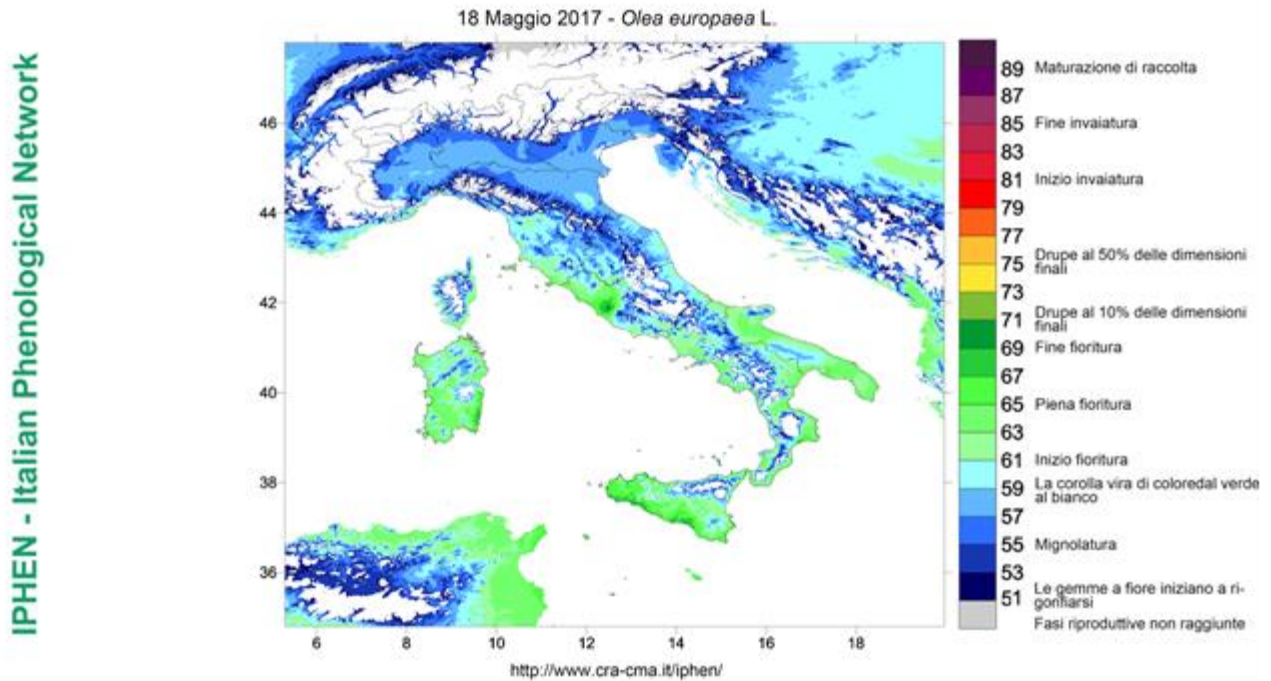 18 Maggio 2017 - Olea europaea L.
IPHEN - Italian Phenological Network
46
44
42
40
38
36
6
8
10
12
14
16
18
89
Maturazione di raccolta
87
85
Fine invaiatura
83
81
Inizio invaiatura
79
77
Drupe al 50% delle dimensioni
75
finali
73
Drupe al 10% delle dimensioni
71
finali
69
Fine fioritura
67
65
Piena fioritura
63
61
Inizio fioritura
La corolla vira di coloredal verde
59
al bianco
57
55
Mignolatura
53
Le gemme a fiore iniziano a ri-
51
gonfiarsi
Fasi riproduttive non raggiunte
http://www.cra-cma.it/iphen/